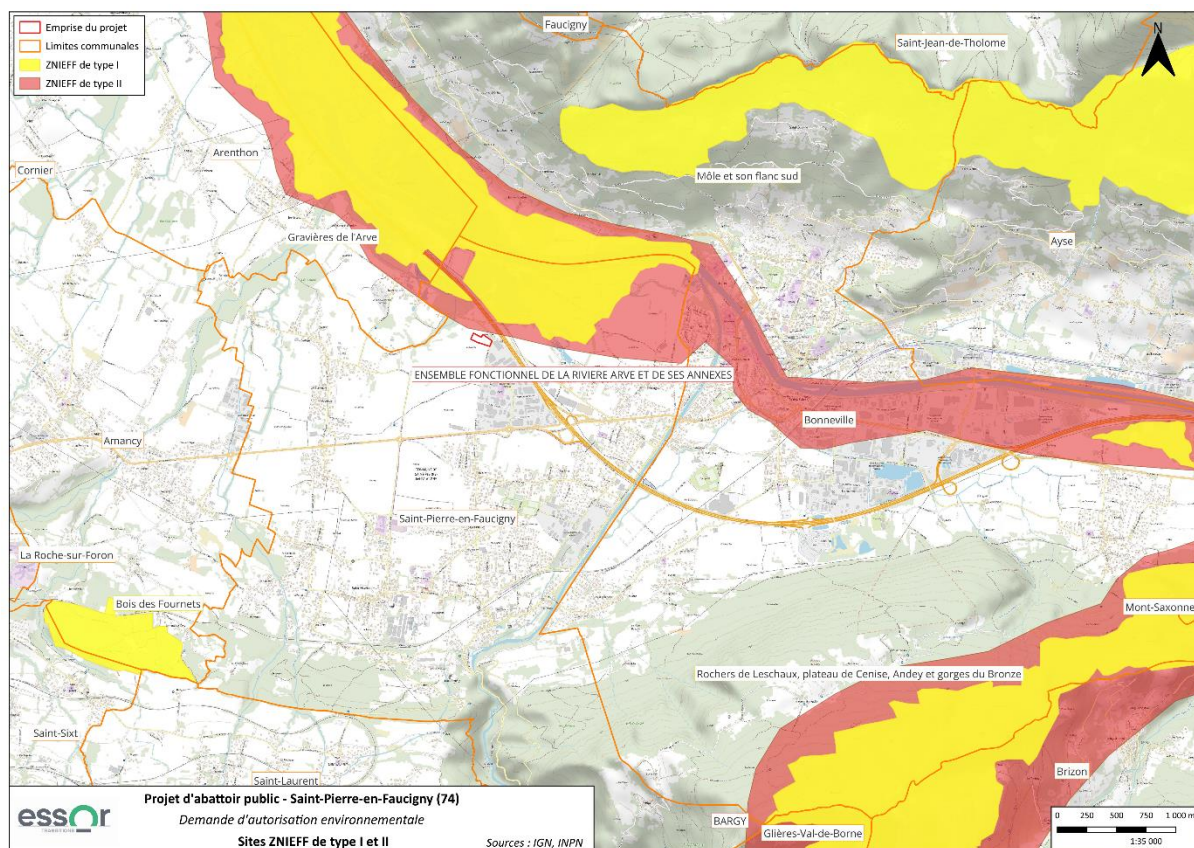 Emprise du projet
Limites communales
ZNIEFF de type I
ZNIEFF de type II
Faucigny
Saint-Jean-de-Tholome
N
Arenthon
Cornier
Môle et son flanc sud
Gravières de l'Arve
Ayse
ENSEMBLE FONCTIONNEL DE LA RIVIERE ARVE ET DE SES ANNEXES
Bonneville
Amancy
Saint-Pierre-en-Faucigny
La Roche-sur-Foron
Bois des Fournets
Mont-Saxonnex
Rochers de Leschaux, plateau de Cenise, Andey et gorges du Bronze
Saint-Sixt
Brizon
Saint-Laurent
BARGY
Glières-Val-de-Borne
essor
Projet d'abattoir public - Saint-Pierre-en-Faucigny (74)
Demande d'autorisation environnementale
Sites ZNIEFF de type I et II
Sources : IGN, INPN
0 250 500 750 1 000 m
1:35 000